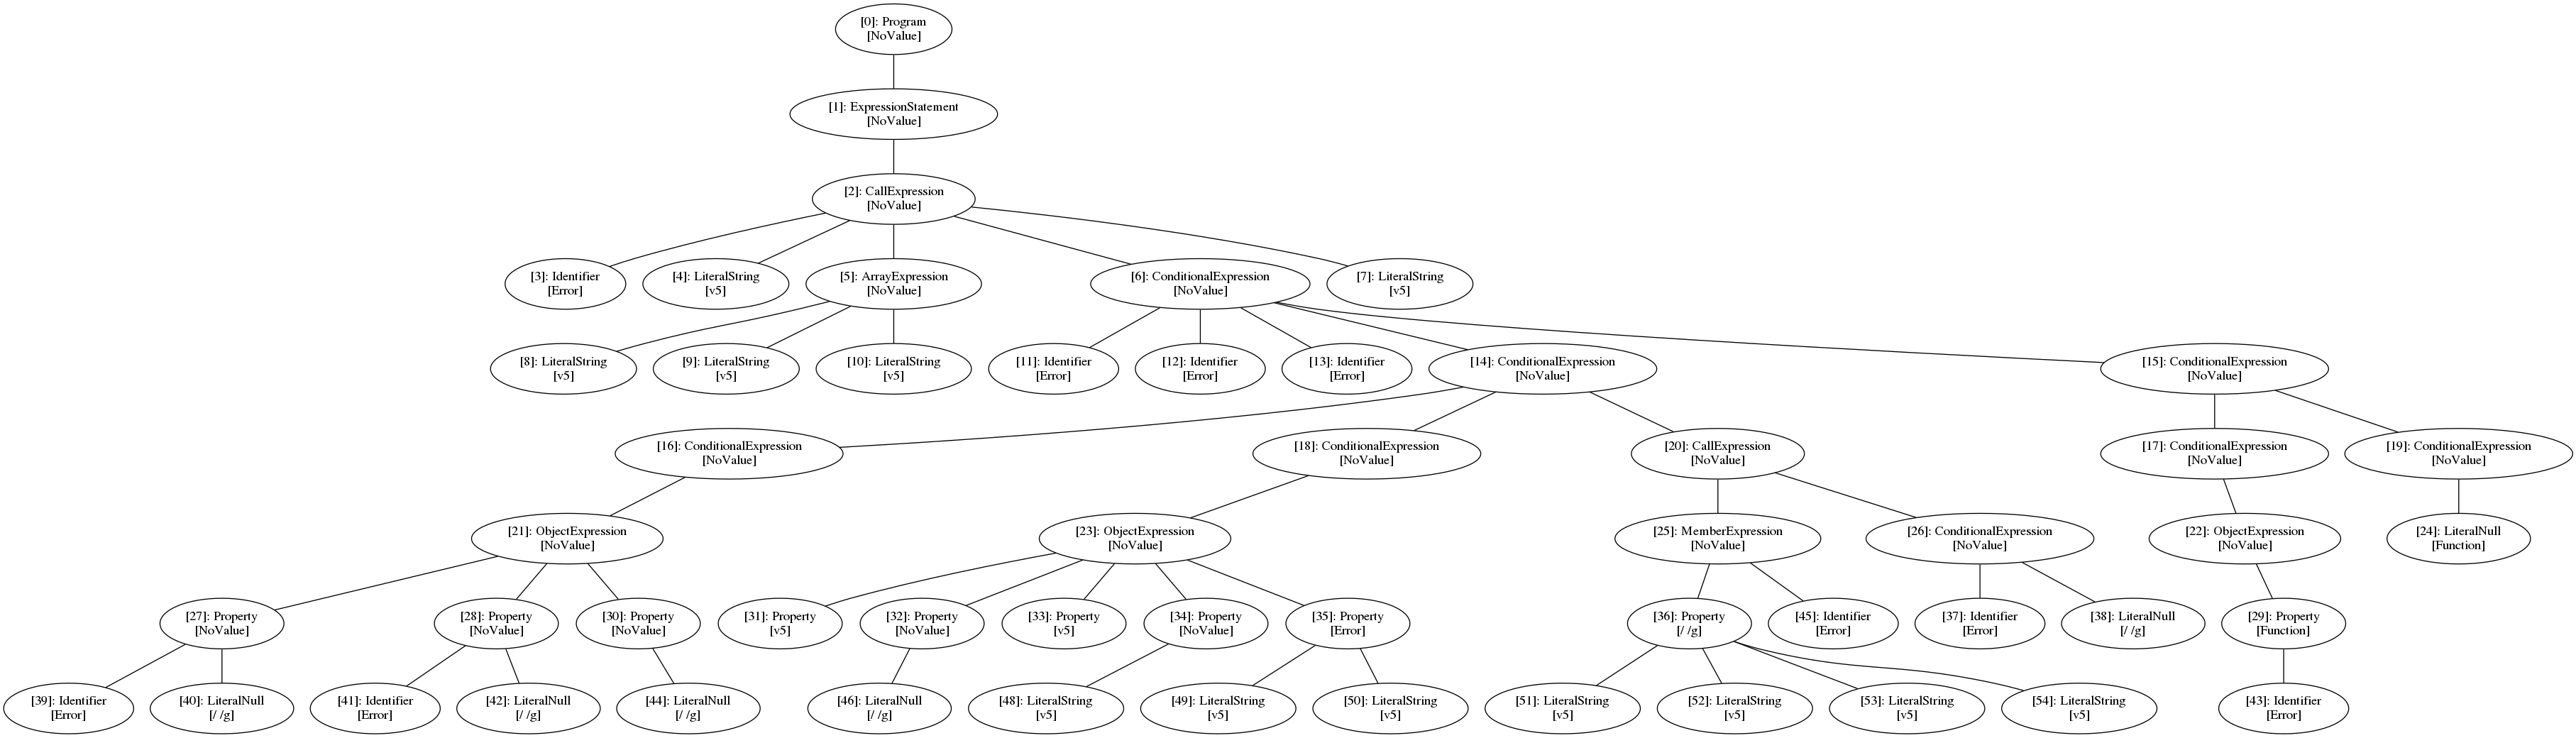 [0]: Program
[NoValue]
[1]: ExpressionStatement
[NoValue]
[2]: CallExpression
[NoValue]
[3]: Identifier
[Error]
[4]: LiteralString
[v5]
[5]: ArrayExpression
[NoValue]
[6]: ConditionalExpression
[NoValue]
[7]: LiteralString
[v5]
[8]: LiteralString
[v5]
[9]: LiteralString
[v5]
[10]: LiteralString
[v5]
[11]: Identifier
[Error]
[12]: Identifier
[Error]
[13]: Identifier
[Error]
[14]: ConditionalExpression
[NoValue]
[15]: ConditionalExpression
[NoValue]
[16]: ConditionalExpression
[NoValue]
[18]: ConditionalExpression
[NoValue]
[20]: CallExpression
[NoValue]
[17]: ConditionalExpression
[NoValue]
[19]: ConditionalExpression
[NoValue]
[21]: ObjectExpression
[NoValue]
[23]: ObjectExpression
[NoValue]
[25]: MemberExpression
[NoValue]
[26]: ConditionalExpression
[NoValue]
[22]: ObjectExpression
[NoValue]
[24]: LiteralNull
[Function]
[27]: Property
[NoValue]
[28]: Property
[NoValue]
[30]: Property
[NoValue]
[31]: Property
[v5]
[32]: Property
[NoValue]
[33]: Property
[v5]
[34]: Property
[NoValue]
[35]: Property
[Error]
[36]: Property
[/ /g]
[45]: Identifier
[Error]
[37]: Identifier
[Error]
[38]: LiteralNull
[/ /g]
[29]: Property
[Function]
[39]: Identifier
[Error]
[40]: LiteralNull
[/ /g]
[41]: Identifier
[Error]
[42]: LiteralNull
[/ /g]
[44]: LiteralNull
[/ /g]
[46]: LiteralNull
[/ /g]
[48]: LiteralString
[v5]
[49]: LiteralString
[v5]
[50]: LiteralString
[v5]
[51]: LiteralString
[v5]
[52]: LiteralString
[v5]
[53]: LiteralString
[v5]
[54]: LiteralString
[v5]
[43]: Identifier
[Error]